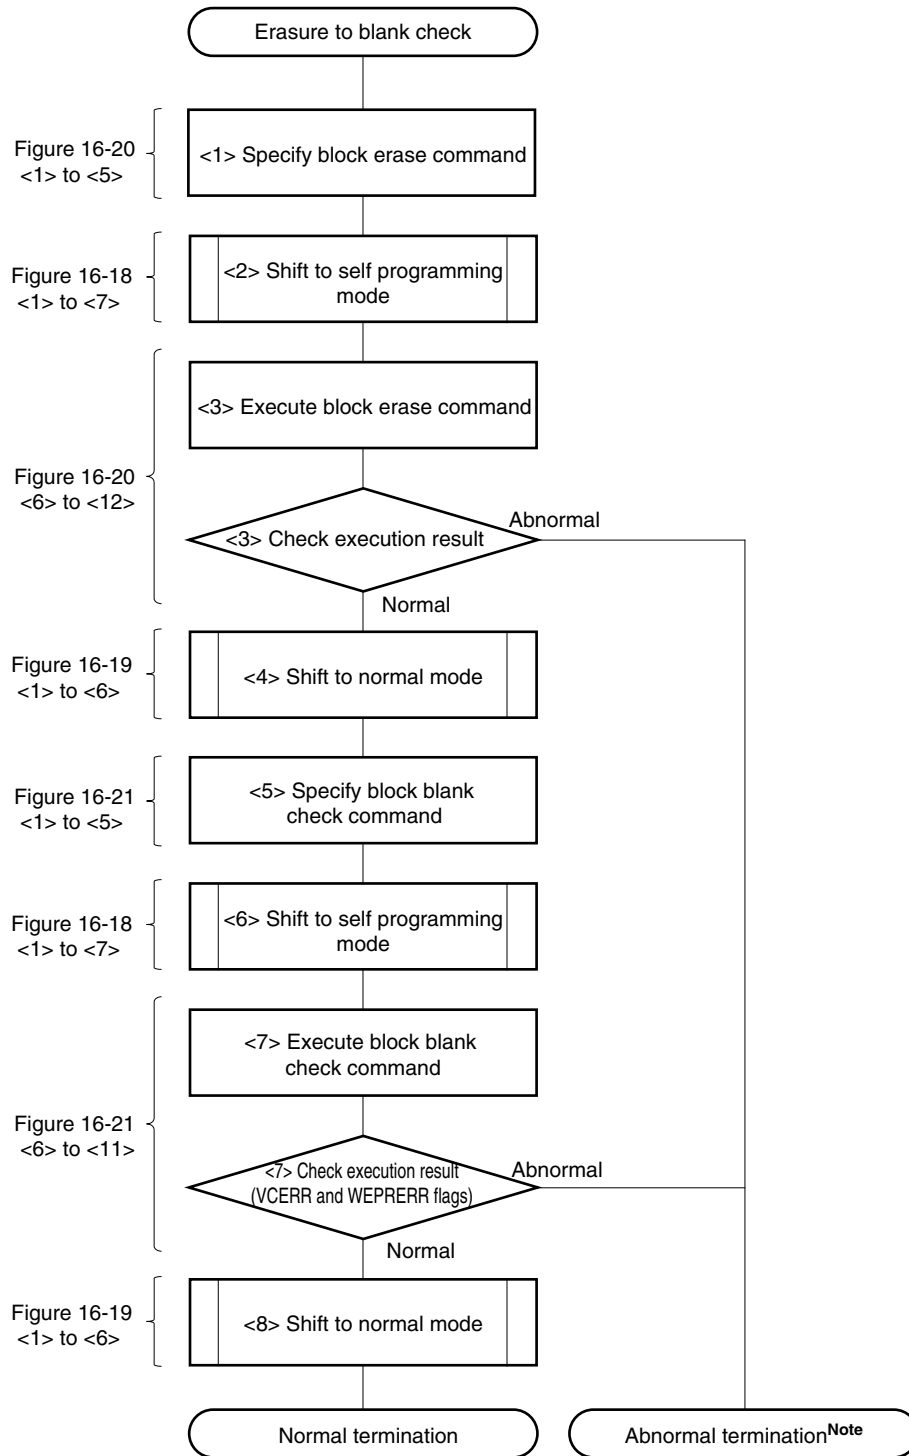 Erasure to blank check
Figure 16-20
<1> to <5>
<1> Specify block erase command
Figure 16-18
<1> to <7>
<2> Shift to self programming
mode
<3> Execute block erase command
Figure 16-20
<6> to <12>
<3> Check execution result
Abnormal
Normal
Figure 16-19
<1> to <6>
<4> Shift to normal mode
Figure 16-21
<1> to <5>
<5> Specify block blank
check command
Figure 16-18
<1> to <7>
<6> Shift to self programming
mode
<7> Execute block blank
check command
Figure 16-21
<6> to <11>
<7> Check execution result
(VCERR and WEPRERR flags)
Abnormal
Normal
Figure 16-19
<1> to <6>
<8> Shift to normal mode
Normal termination
Abnormal termination Note